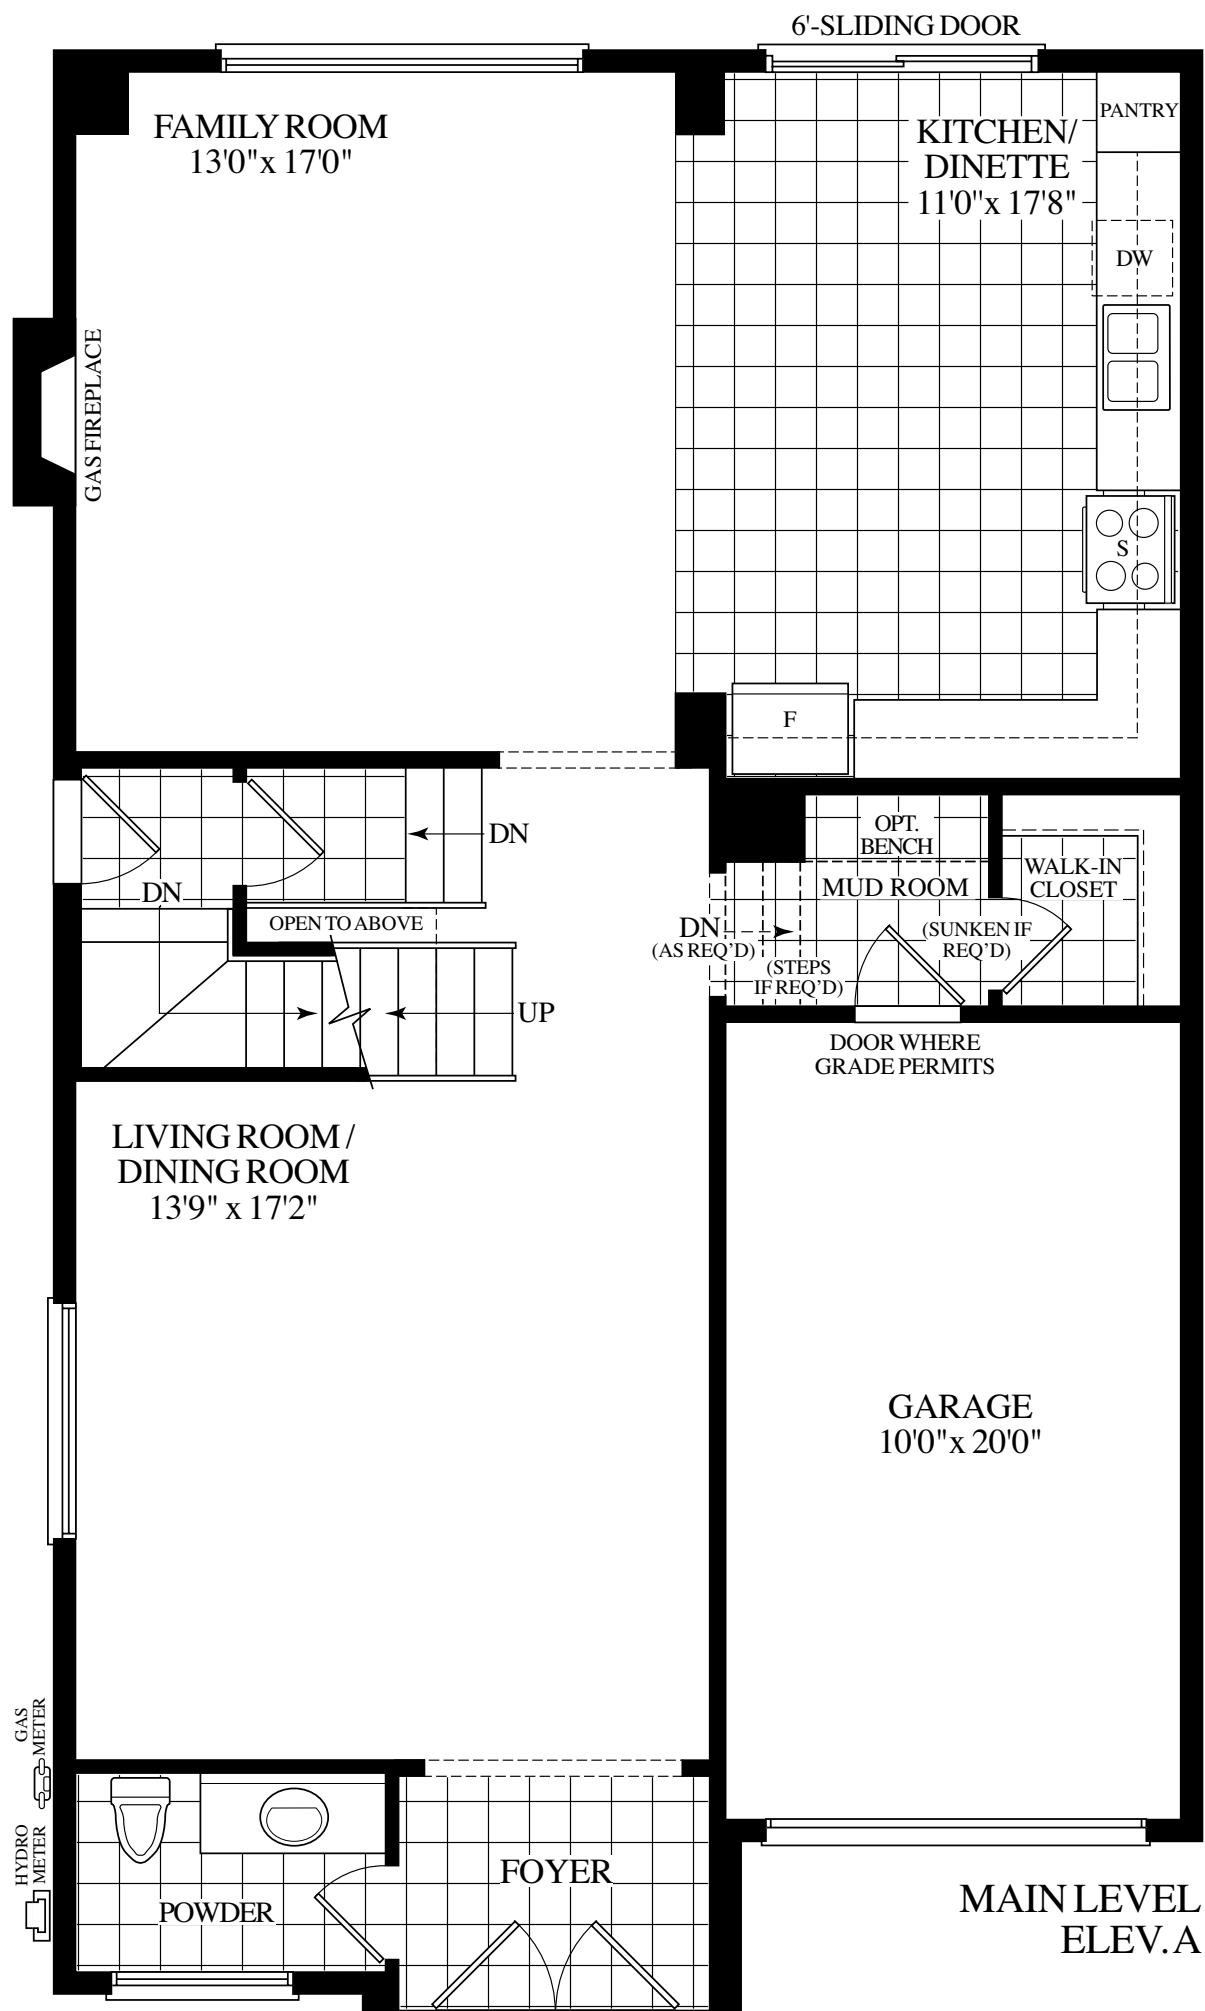 6'-SLIDING DOOR
FAMILY ROOM
13'0" x 17'0"
KITCHEN/
DINETTE
11'0" x 17'8"
PANTRY
DW
GAS FIREPLACE
S
F
DN
DN
OPEN TO ABOVE
UP
OPT.
BENCH
MUD ROOM
WALK-IN
CLOSET
DN
(AS REQ'D)
(STEPS
IF REQ'D)
(SUNKEN IF
REQ'D)
DOOR WHERE
GRADE PERMITS
LIVING ROOM /
DINING ROOM
13'9" x 17'2"
GARAGE
10'0" x 20'0"
GAS
METER
HYDRO
METER
POWDER
FOYER
MAIN LEVEL
ELEV. A